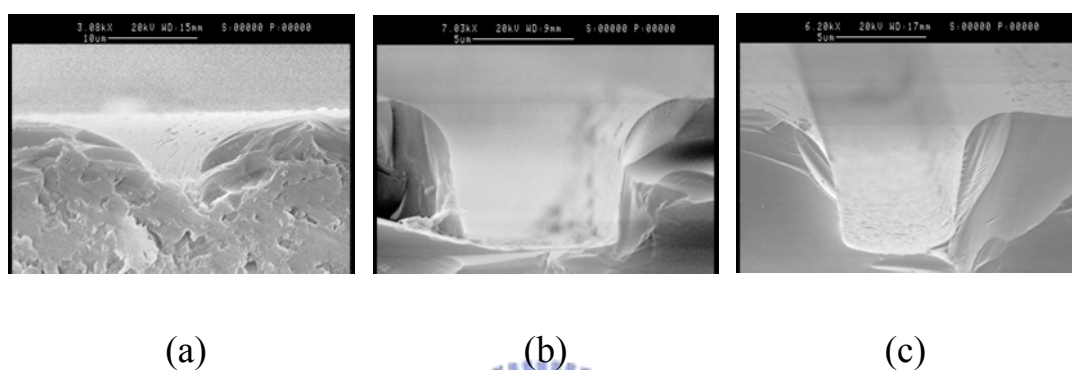 3.08kX 20kV WD:15mm S:00000 P:00000
10um
7.03kX 20kV WD:9mm S:00000 P:00000
5um
6.20kX 20kV WD:17mm S:00000 P:00000
5um
(a)
(b)
(c)